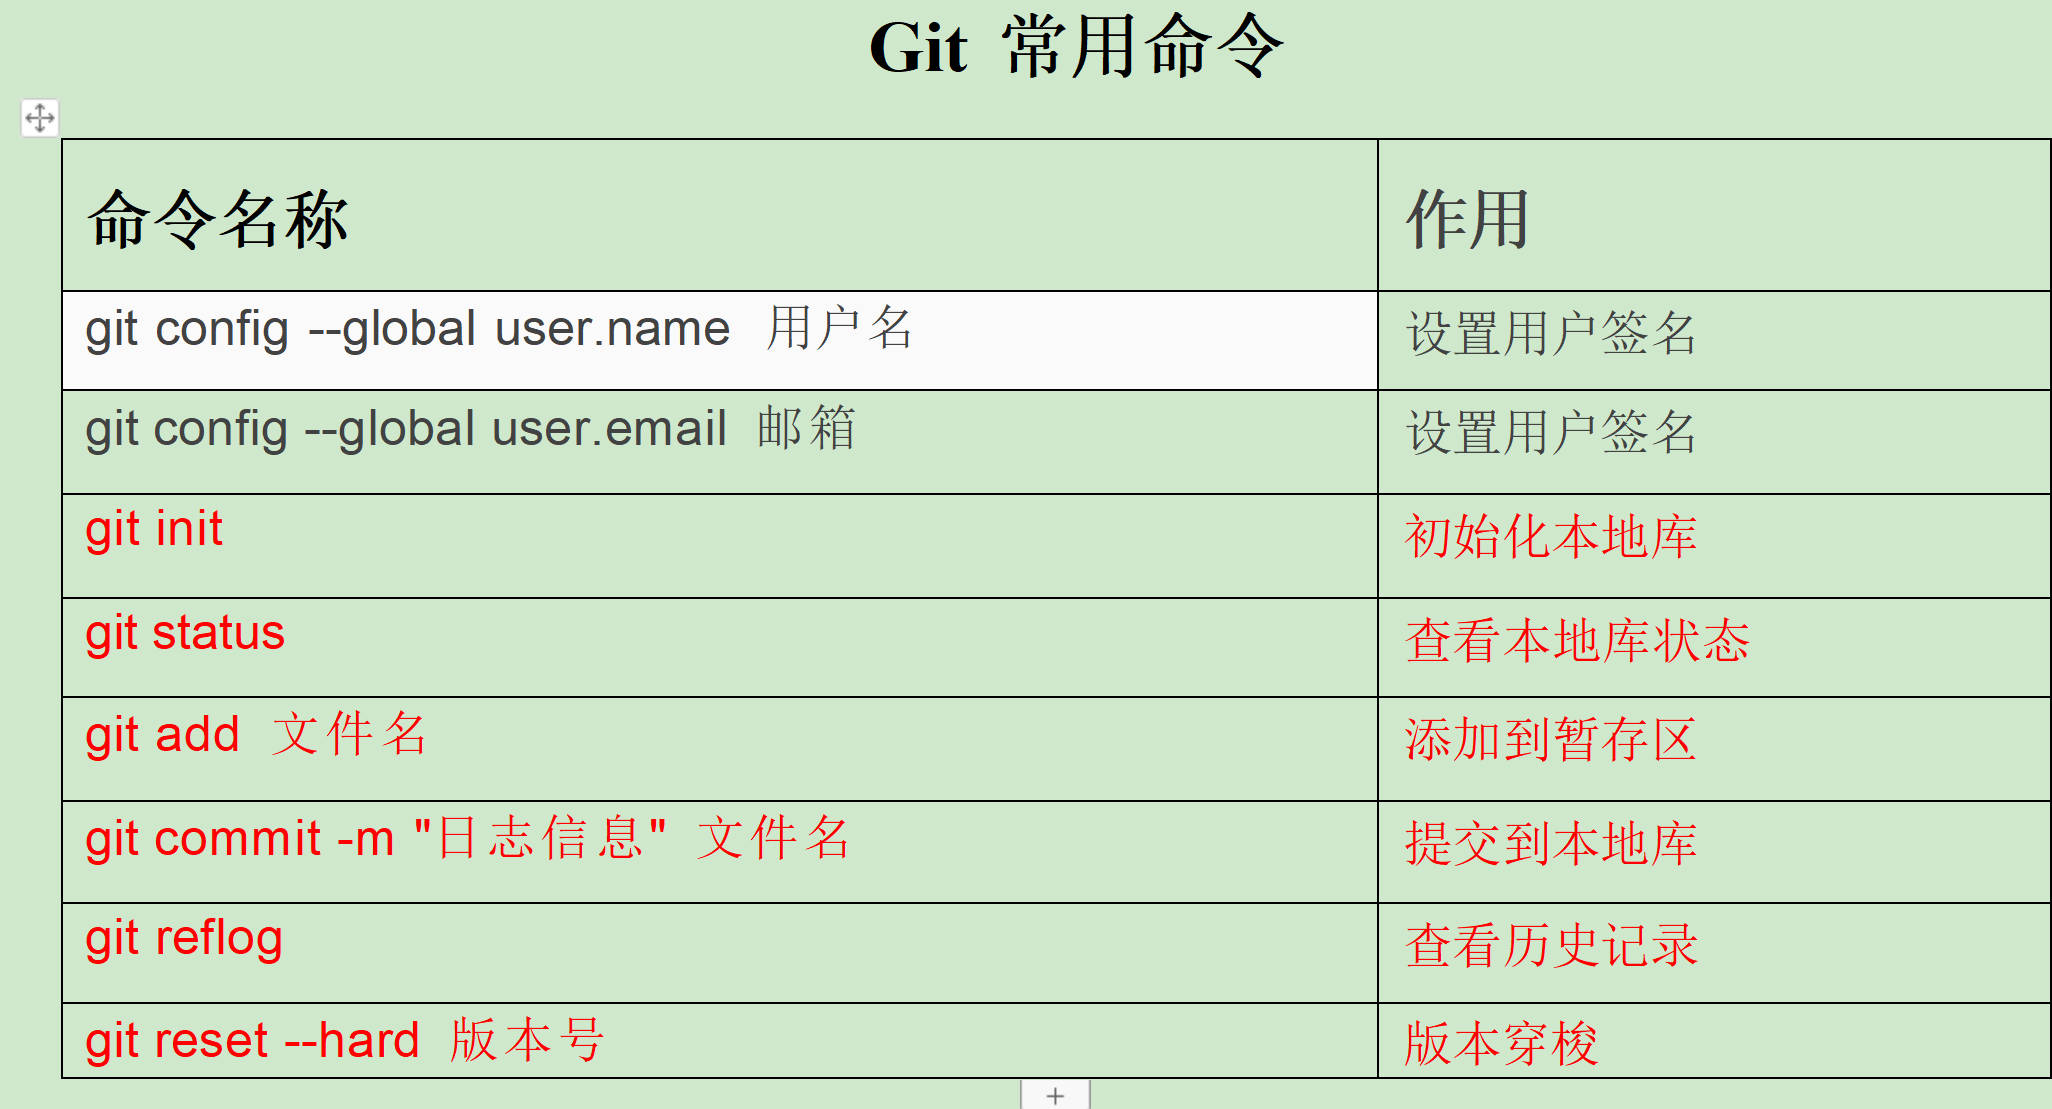 Git 常用命令
命令名称 作用
git config --global user.name 用户名 设置用户签名
git config --global user.email 邮箱 设置用户签名
git init 初始化本地库
git status 查看本地库状态
git add 文件名 添加到暂存区
git commit -m "日志信息" 文件名 提交到本地库
git reflog 查看历史记录
git reset --hard 版本号 版本穿梭